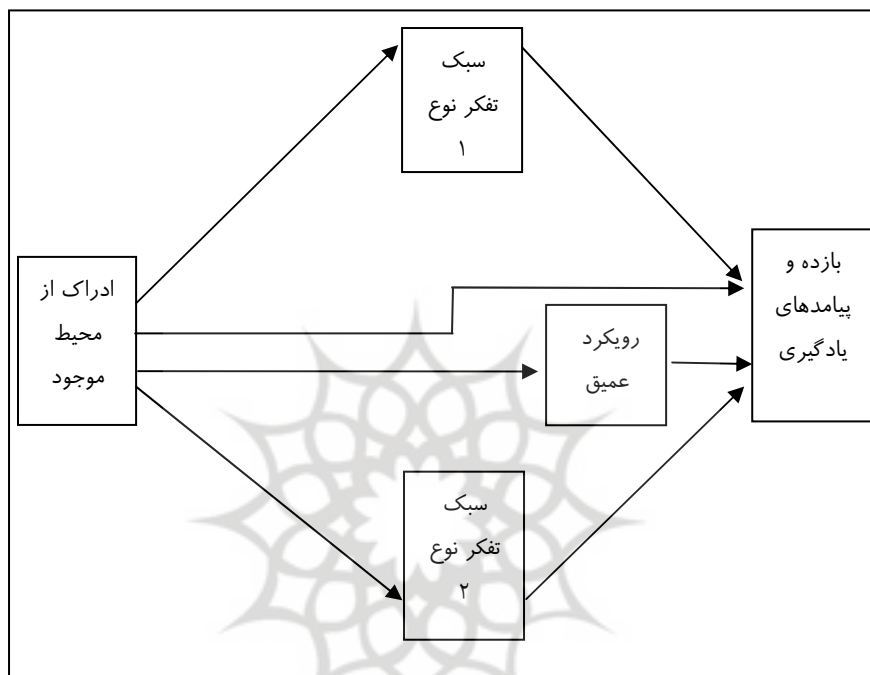 سبک
تفکر نوع
۱
ادراک از
محیط
موجود
بازده و
پیامدهای
یادگیری
رویکرد
عمیق
سبک
تفکر نوع
۲